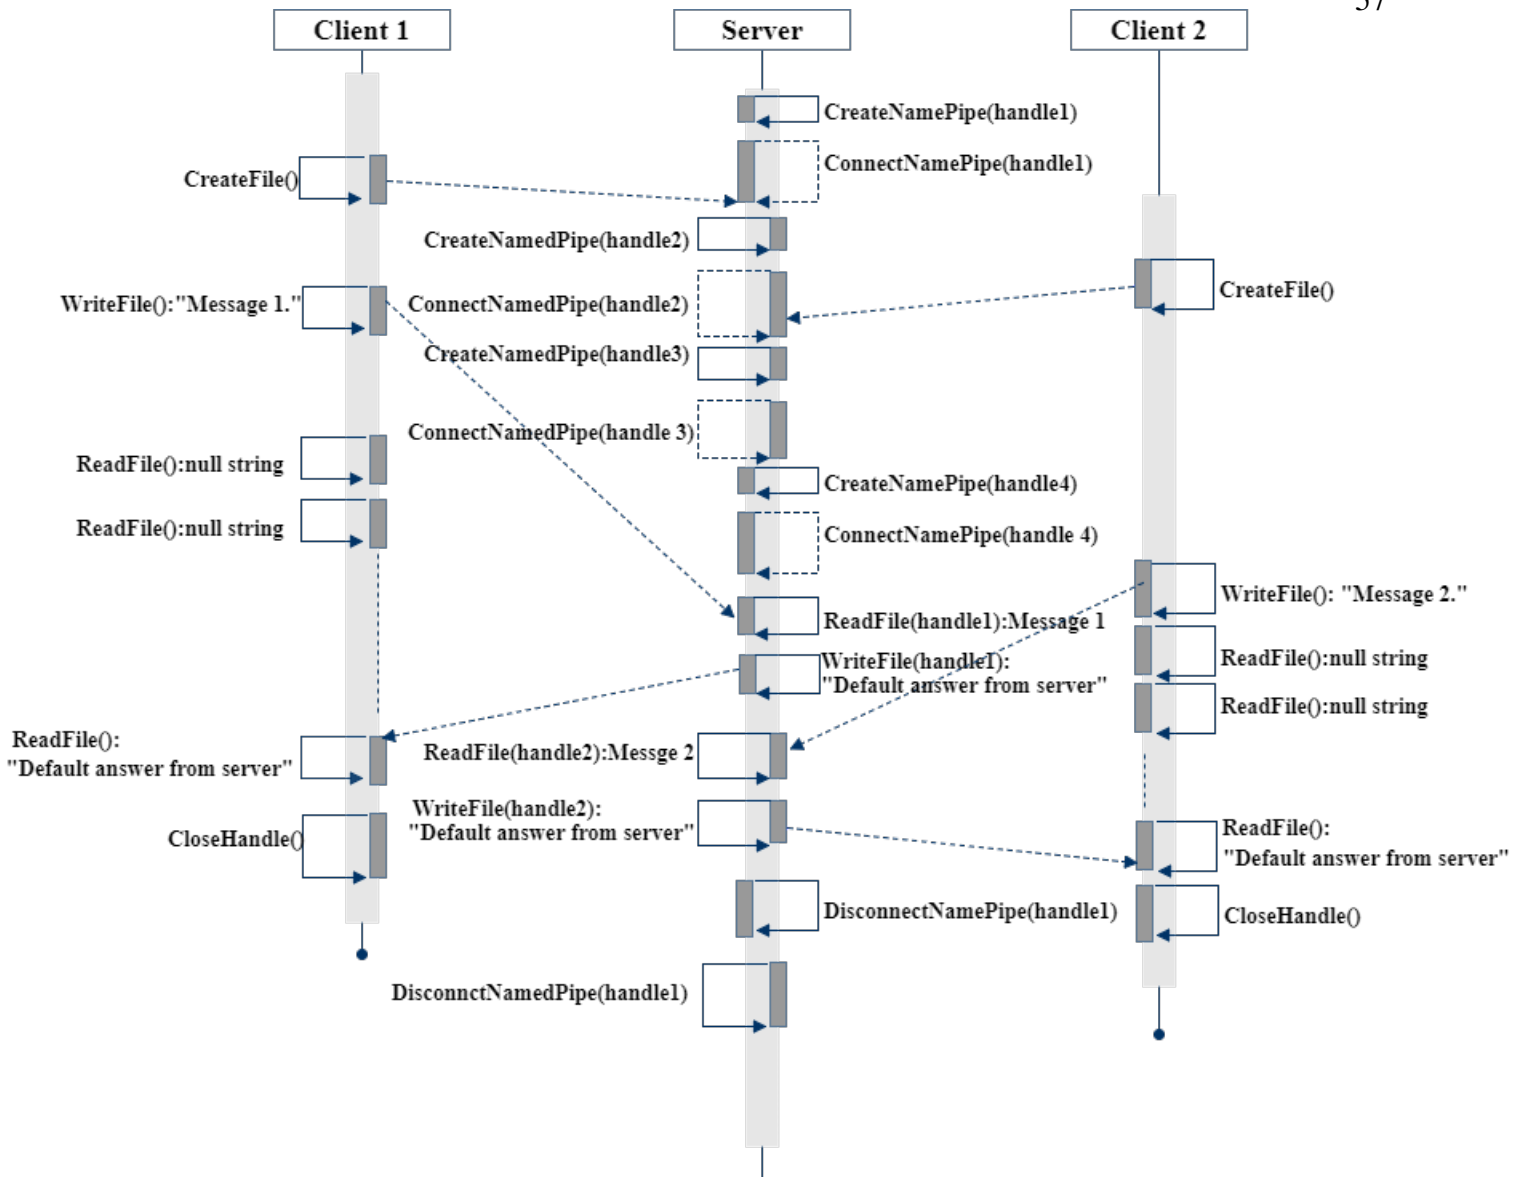 Client 1
Server
Client 2
CreateNamePipe(handle1)
ConnectNamePipe(handle1)
CreateFile()
CreateNamedPipe(handle2)
CreateFile()
WriteFile():"Message 1."
ConnectNamedPipe(handle2)
CreateNamedPipe(handle3)
ConnectNamedPipe(handle 3)
ReadFile():null string
CreateNamePipe(handle4)
ReadFile():null string
ConnectNamePipe(handle 4)
WriteFile(): "Message 2."
ReadFile(handle1):Message 1
ReadFile():null string
WriteFile(handle1):
"Default answer from server"
ReadFile():null string
ReadFile():
"Default answer from server"
ReadFile(handle2):Messge 2
WriteFile(handle2):
"Default answer from server"
ReadFile():
"Default answer from server"
CloseHandle()
DisconnectNamePipe(handle1)
CloseHandle()
DisconnctNamedPipe(handle1)